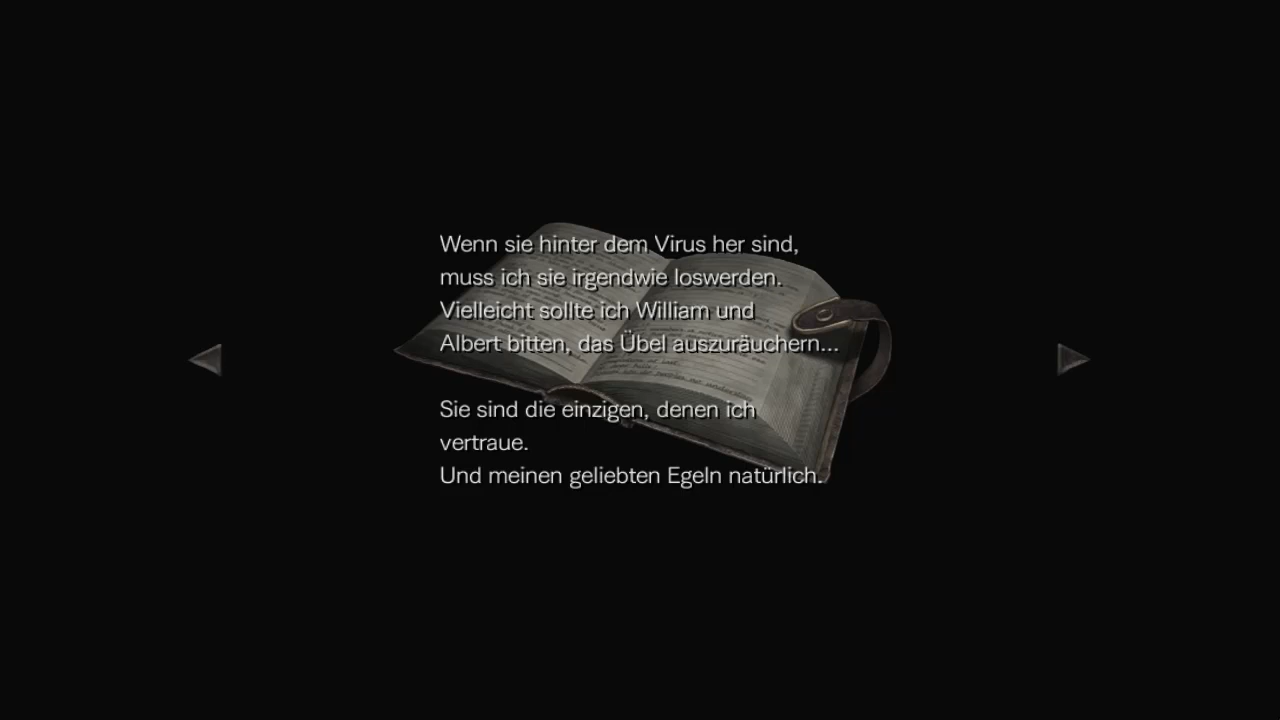 Wenn sie hinter dem Virus her sind,
muss ich sie irgendwie loswerden.
Vielleicht sollte ich William und
Albert bitten, das Übel auszuräuchern...
Sie sind die einzigen, denen ich
vertraue.
Und meinen geliebten Egeln natürlich.